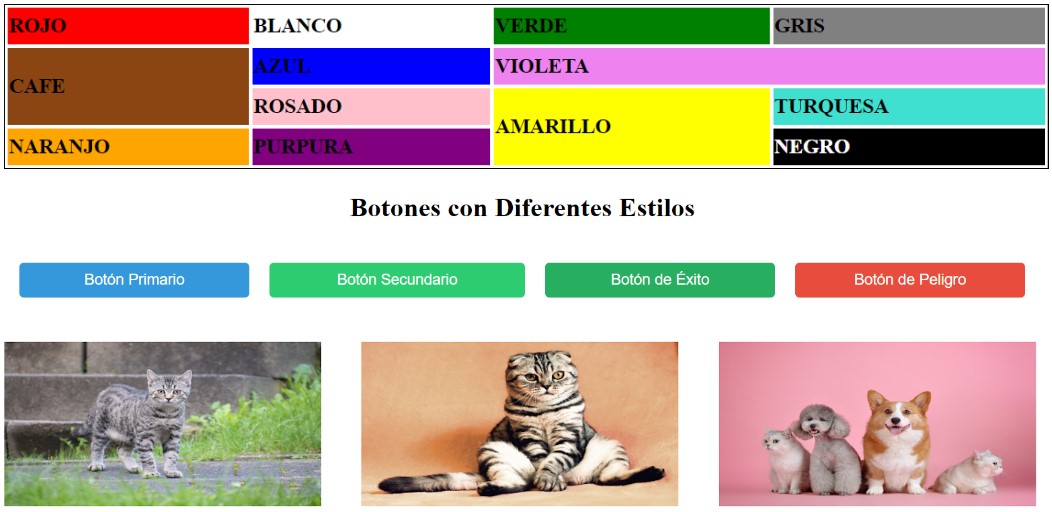 ROJO BLANCO VERDE GRIS
CAFE AZUL VIOLETA
ROSADO AMARILLO TURQUESA
NARANJO PURPURA NEGRO
Botones con Diferentes Estilos
Botón Primario Botón Secundario Botón de Éxito Botón de Peligro